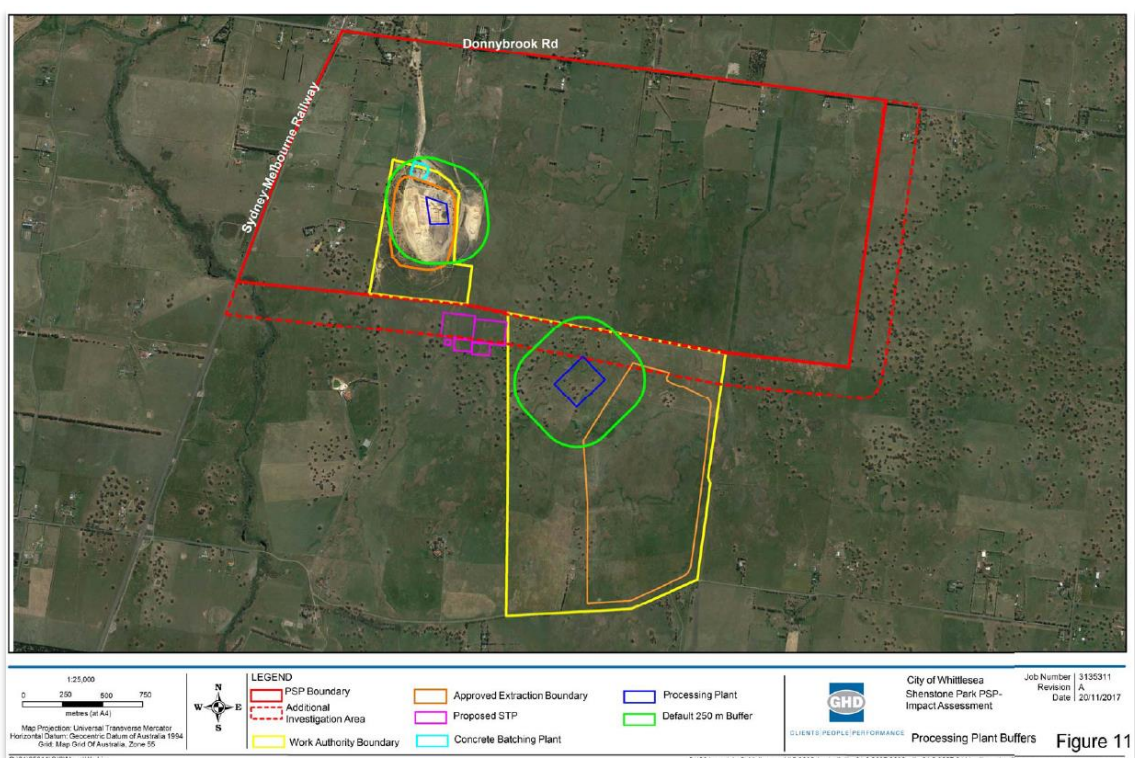 Donnybrook Rd
Sydney-Melbourne Railway
1:25,000
0 250 500 750
metres (at A4)
Map Projection: Universal Transverse Mercator
Horizontal Datum: Geocentric Datum of Australia 1994
Grid: Map Grid Of Australia, Zone 55
N
W E
S
LEGEND
PSP Boundary
Additional
Investigation Area
Work Authority Boundary
Approved Extraction Boundary
Proposed STP
Concrete Batching Plant
Processing Plant
Default 250 m Buffer
GHD
CLIENTS PEOPLE PERFORMANCE
City of Whittlesea
Shenstone Park PSP-
Impact Assessment
Processing Plant Buffers
Job Number 3135311
Revision A
Date 20/11/2017
Figure 11